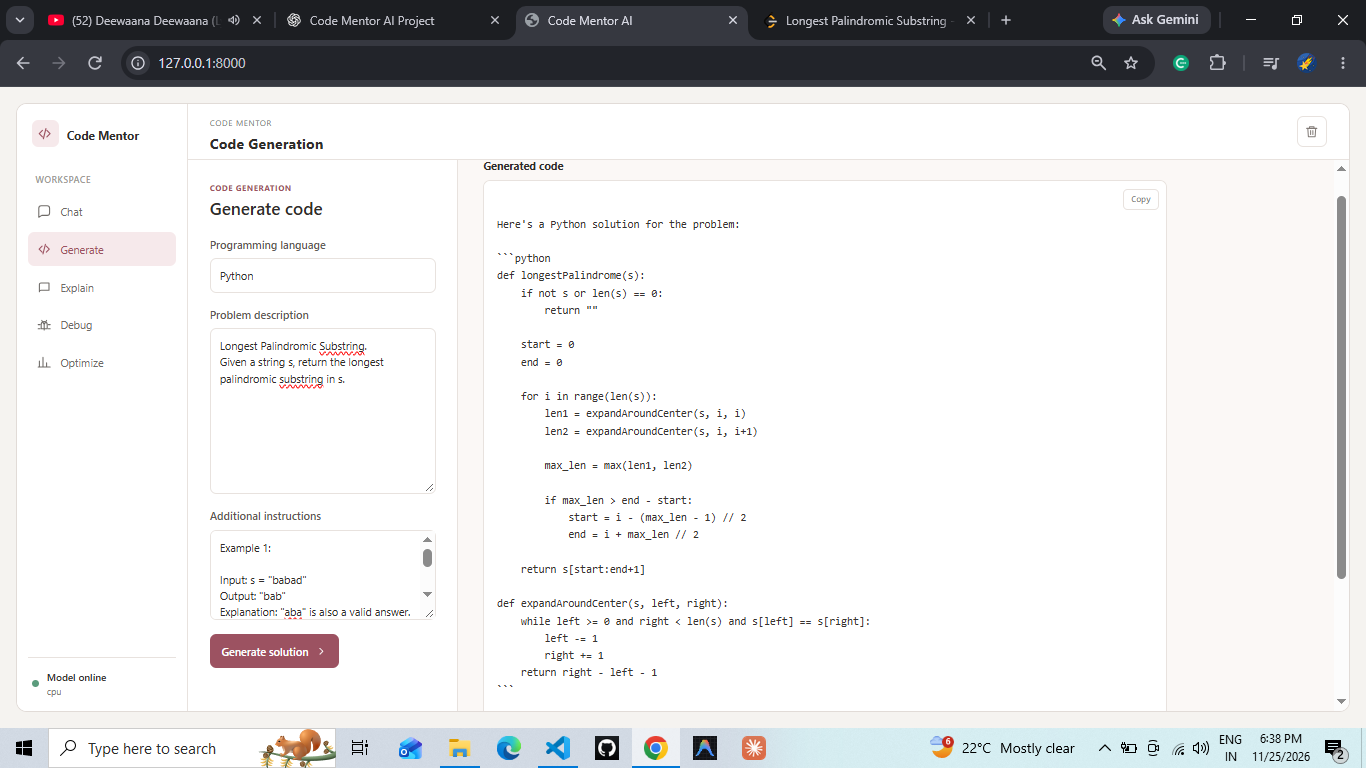 (52) Deewaana Deewaana (L
Code Mentor AI Project
Code Mentor AI
Longest Palindromic Substring -
Ask Gemini
127.0.0.1:8000
Code Mentor
WORKSPACE
Chat
Generate
Explain
Debug
Optimize
Model online
cpu
CODE MENTOR
Code Generation
CODE GENERATION
Generate code
Programming language
Python
Problem description
Longest Palindromic Substring.
Given a string s, return the longest
palindromic substring in s.
Additional instructions
Example 1:
Input: s = "babad"
Output: "bab"
Explanation: "aba" is also a valid answer.
Generate solution
Generated code
Copy
Here's a Python solution for the problem:
```python
def longestPalindrome(s):
    if not s or len(s) == 0:
        return ""
    start = 0
    end = 0
    for i in range(len(s)):
        len1 = expandAroundCenter(s, i, i)
        len2 = expandAroundCenter(s, i, i+1)
        max_len = max(len1, len2)
        if max_len > end - start:
            start = i - (max_len - 1) // 2
            end = i + max_len // 2
    return s[start:end+1]
def expandAroundCenter(s, left, right):
    while left >= 0 and right < len(s) and s[left] == s[right]:
        left -= 1
        right += 1
    return right - left - 1
```
Type here to search
6
22°C Mostly clear
ENG
IN
6:38 PM
11/25/2026
2